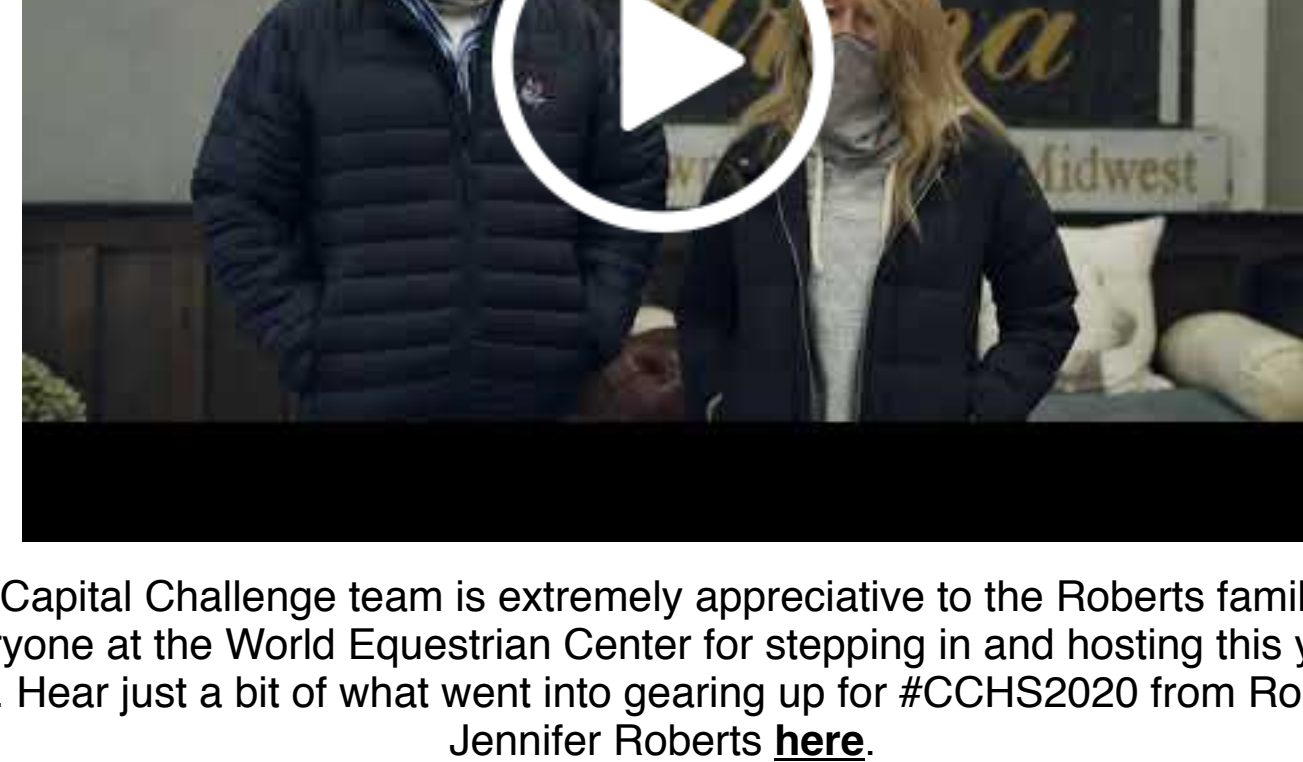 Midwest
Capital Challenge team is extremely appreciative to the Roberts famil
ryone at the World Equestrian Center for stepping in and hosting this y
. Hear just a bit of what went into gearing up for #CCHS2020 from Ro
Jennifer Roberts here.